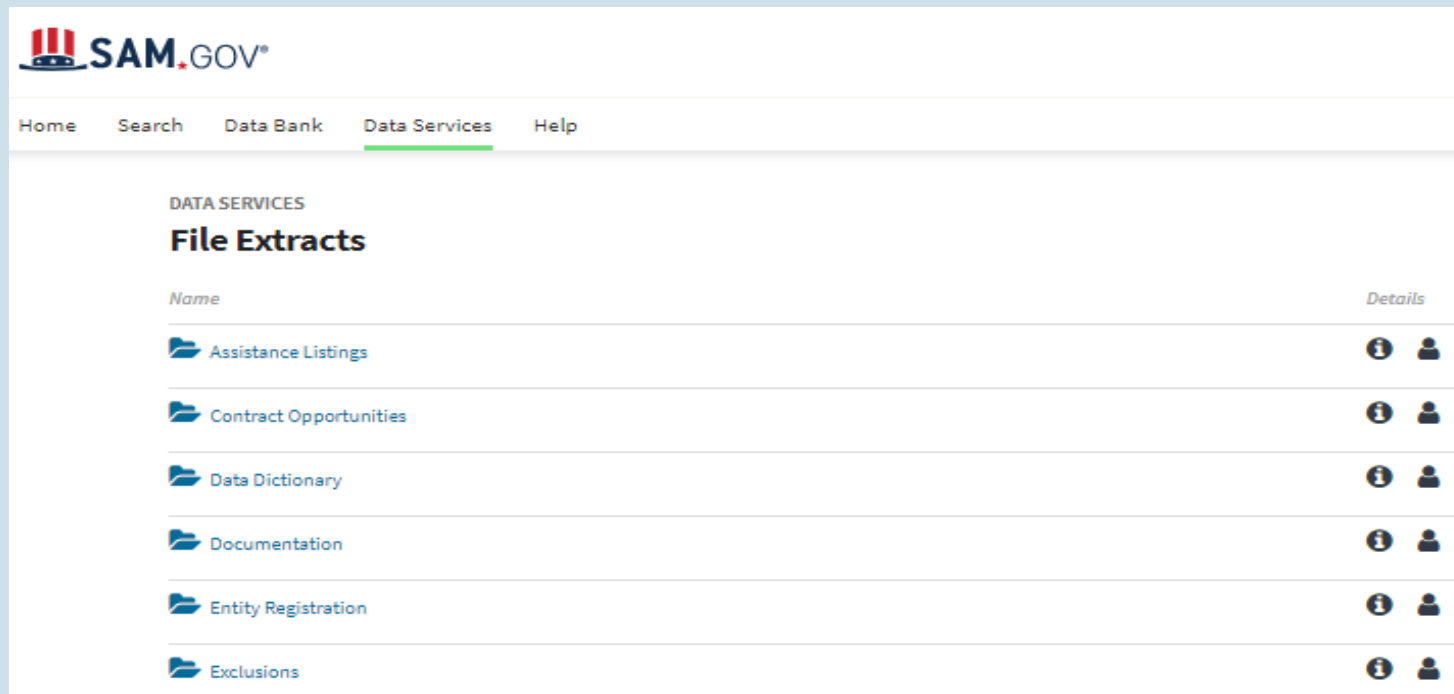 SAM.GOV®
Home Search Data Bank Data Services Help
DATA SERVICES
File Extracts
Name Details
Assistance Listings
Contract Opportunities
Data Dictionary
Documentation
Entity Registration
Exclusions